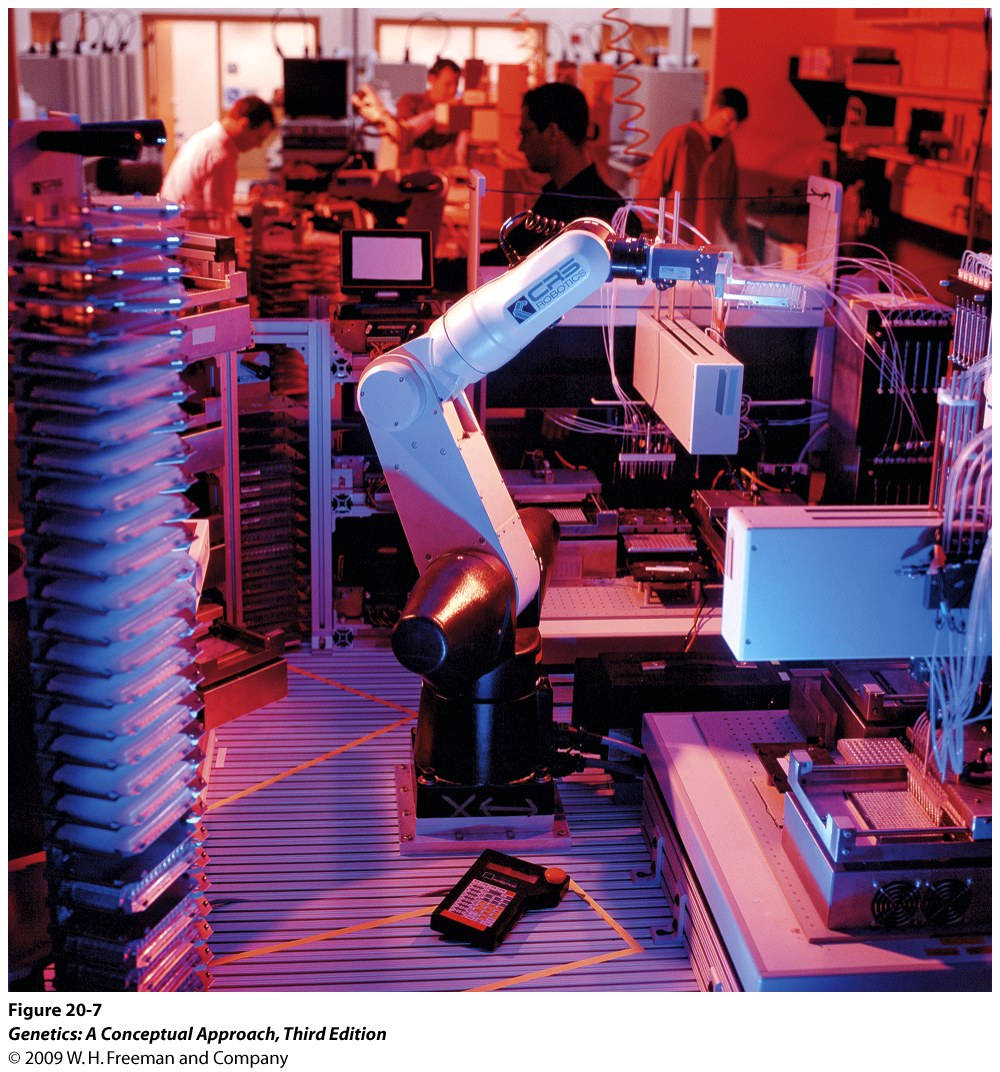 CRS
ROBOTICS
X
Figure 20-7
Genetics: A Conceptual Approach, Third Edition
© 2009 W. H. Freeman and Company